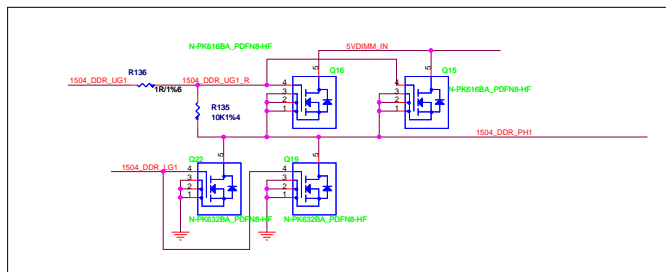 N-PK616BA_PDFN8-HF
5VDIMM_IN
R136
1504_DDR_UG1
1R/1%6
1504_DDR_UG1_R
4
3
2
1
5
Q16
4
3
2
1
5
Q15
N-PK616BA_PDFN8-HF
R135
10K1%4
1504_DDR_PH1
1504_DDR_LG1
Q22
4
3
2
1
5
Q19
4
3
2
1
5
N-PK632BA_PDFN8-HF
N-PK632BA_PDFN8-HF